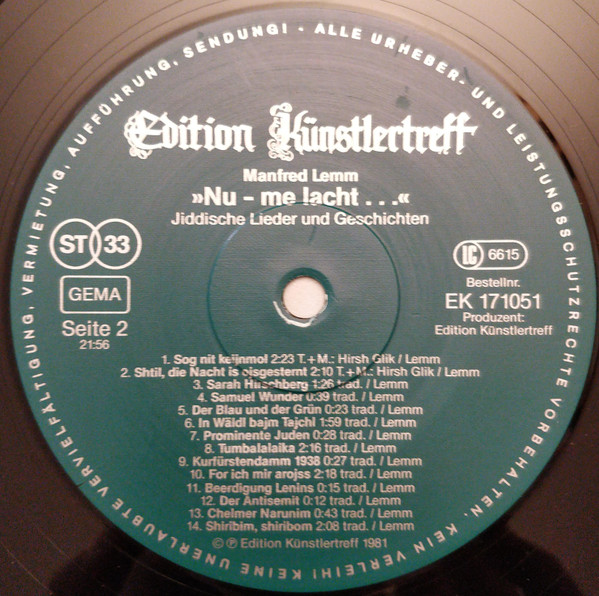 ALLE URHEBER- UND LEISTUNGSSCHUTZRECHTE VORBEHALTEN. KEIN VERLEIH! KEINE UNERLAUBTE VERVIELFÄLTIGUNG, VERMIETUNG, AUFFÜHRUNG, SENDUNG! -
Edition Künstlertreff
Manfred Lemm
»Nu – me lacht . . .«
Jiddische Lieder und Geschichten
ST 33
LC 6615
GEMA
Bestellnr.
EK 171051
Seite 2
Produzent:
21:56
Edition Künstlertreff
1. Sog nit keijnmol 2:23 T.+M.: Hirsh Glik / Lemm
2. Shtil, die Nacht is ojsgesternt 2:10 T.+M.: Hirsh Glik / Lemm
3. Sarah Hirschberg 1:26 trad. / Lemm
4. Samuel Wunder 0:39 trad. / Lemm
5. Der Blau und der Grün 0:23 trad. / Lemm
6. In Wäldl bajm Tajchl 1:59 trad. / Lemm
7. Prominente Juden 0:28 trad. / Lemm
8. Tumbalalaika 2:16 trad. / Lemm
9. Kurfürstendamm 1938 0:27 trad. / Lemm
10. For ich mir arojss 2:18 trad. / Lemm
11. Beerdigung Lenins 0:15 trad. / Lemm
12. Der Antisemit 0:12 trad. / Lemm
13. Chelmer Narunim 0:43 trad. / Lemm
14. Shiribim, shiribom 2:08 trad. / Lemm
©℗ Edition Künstlertreff 1981